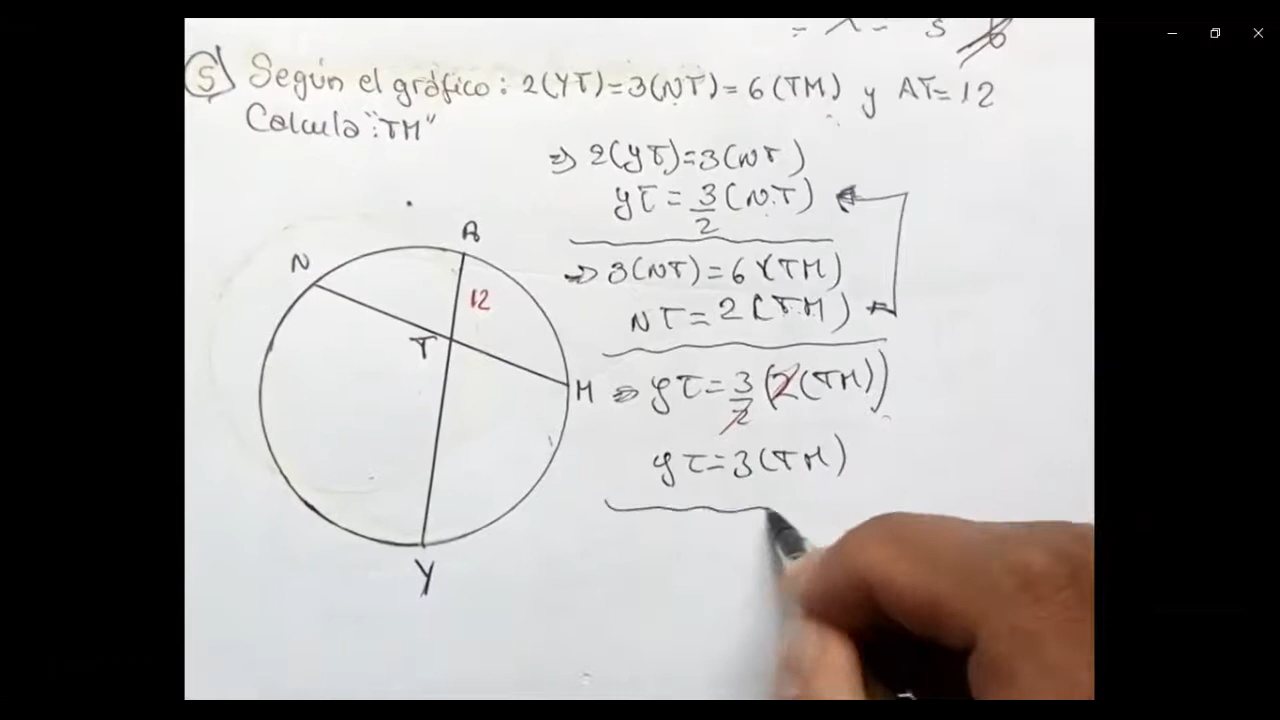 = 1 = 5
5) Según el gráfico: 2(YT)=3(NT)=6(TM) y AT=12
Calcula "TM"
⇒ 2(YT)=3(NT)
YT=3/2(NT)
⇒ 3(NT)=6(TM)
NT=2(TM)
⇒ YT=3/2(2(TM))
YT=3(TM)
A
N
12
T
M
Y